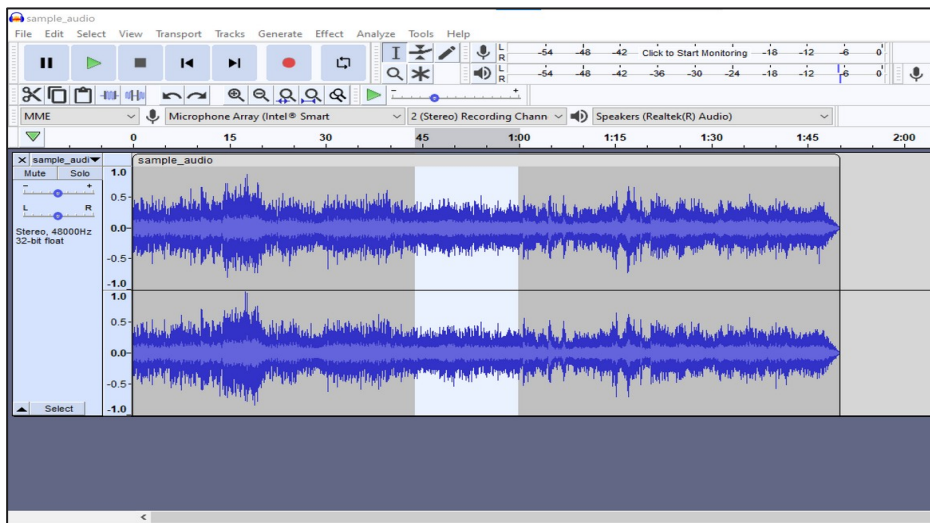 sample_audio
File Edit Select View Transport Tracks Generate Effect Analyze Tools Help
L R -54 -48 -42 Click to Start Monitoring -18 -12 -6 0
L R -54 -48 -42 -36 -30 -24 -18 -12 -6 0
- +
MME Microphone Array (Intel® Smart 2 (Stereo) Recording Chann Speakers (Realtek(R) Audio)
0 15 30 45 1:00 1:15 1:30 1:45 2:00
× sample_audi sample_audio
Mute Solo
- +
L R
Stereo, 48000Hz
32-bit float
1.0
0.5
0.0
-0.5
-1.0
1.0
0.5
0.0
-0.5
-1.0
Select